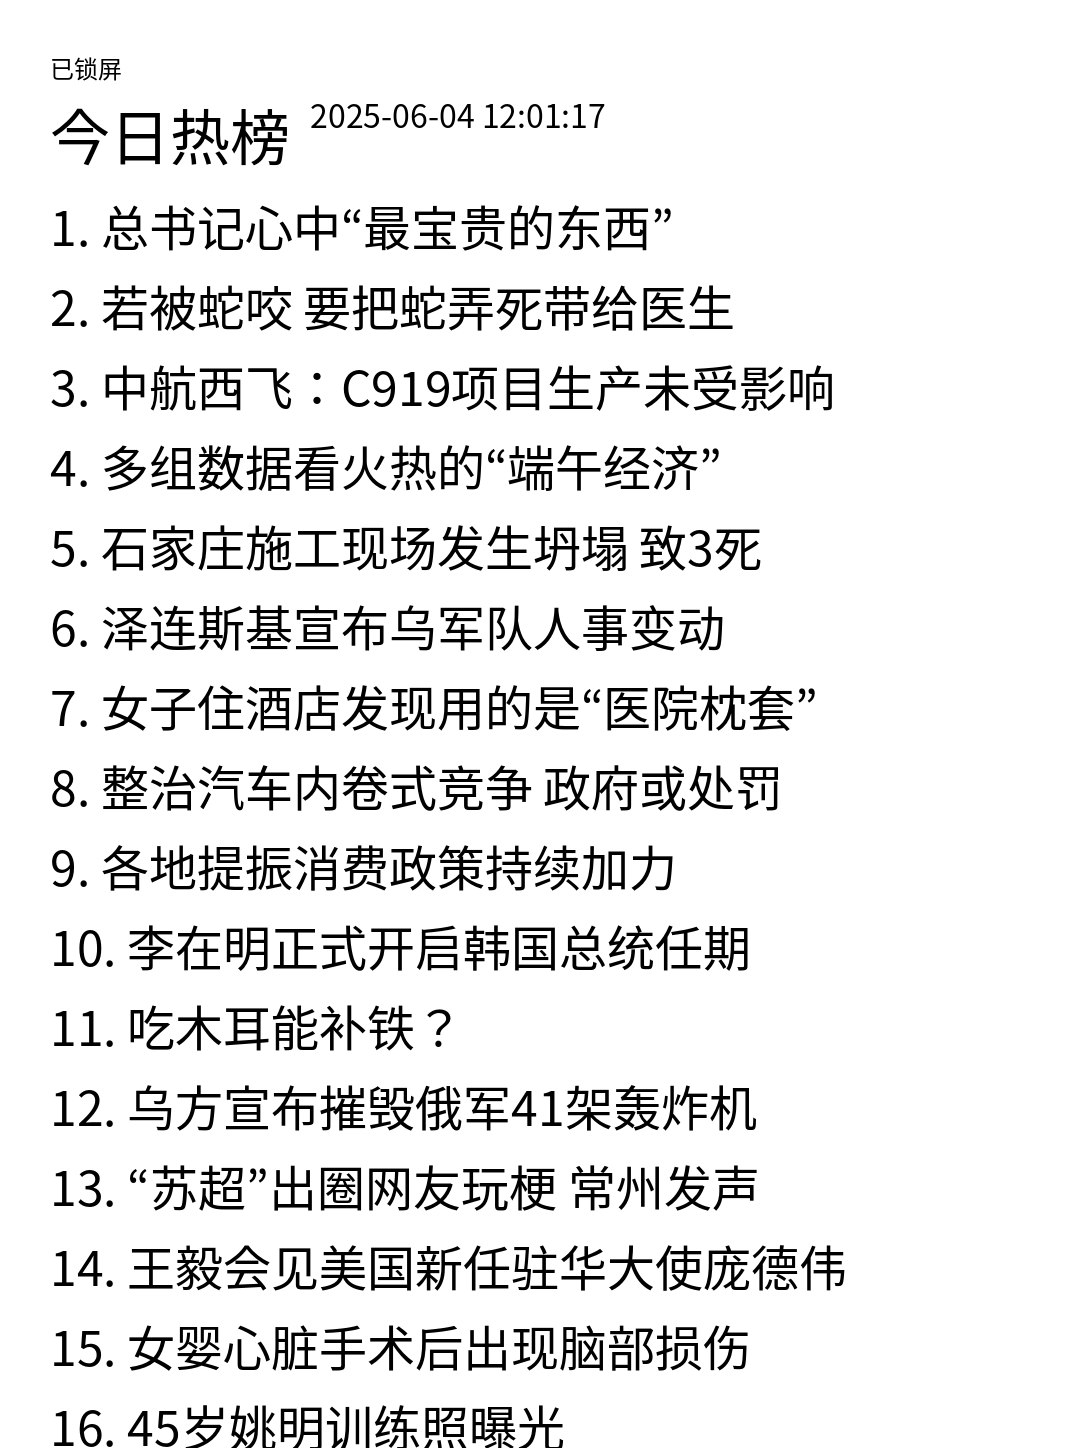 已锁屏
今日热榜 2025-06-04 12:01:17
1. 总书记心中“最宝贵的东西”
2. 若被蛇咬 要把蛇弄死带给医生
3. 中航西飞：C919项目生产未受影响
4. 多组数据看火热的“端午经济”
5. 石家庄施工现场发生坍塌 致3死
6. 泽连斯基宣布乌军队人事变动
7. 女子住酒店发现用的是“医院枕套”
8. 整治汽车内卷式竞争 政府或处罚
9. 各地提振消费政策持续加力
10. 李在明正式开启韩国总统任期
11. 吃木耳能补铁？
12. 乌方宣布摧毁俄军41架轰炸机
13. “苏超”出圈网友玩梗 常州发声
14. 王毅会见美国新任驻华大使庞德伟
15. 女婴心脏手术后出现脑部损伤
16. 45岁姚明训练照曝光